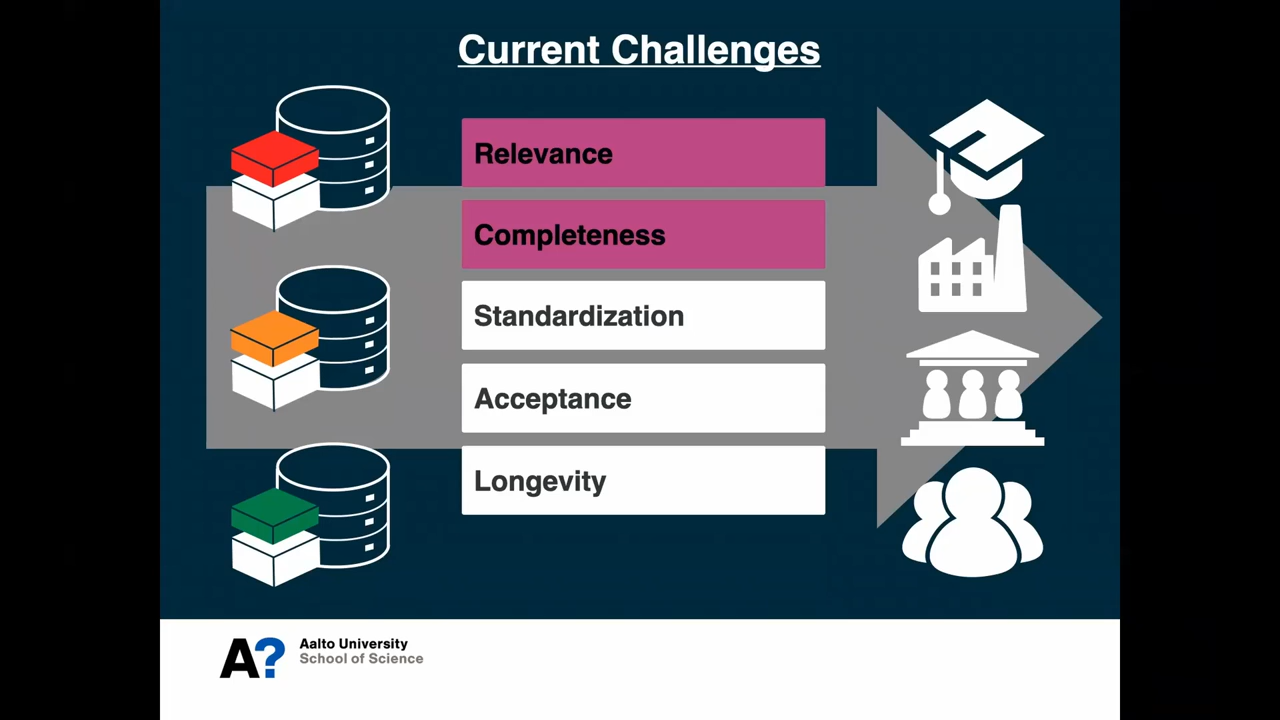 Current Challenges
Relevance
Completeness
Standardization
Acceptance
Longevity
A?
Aalto University
School of Science